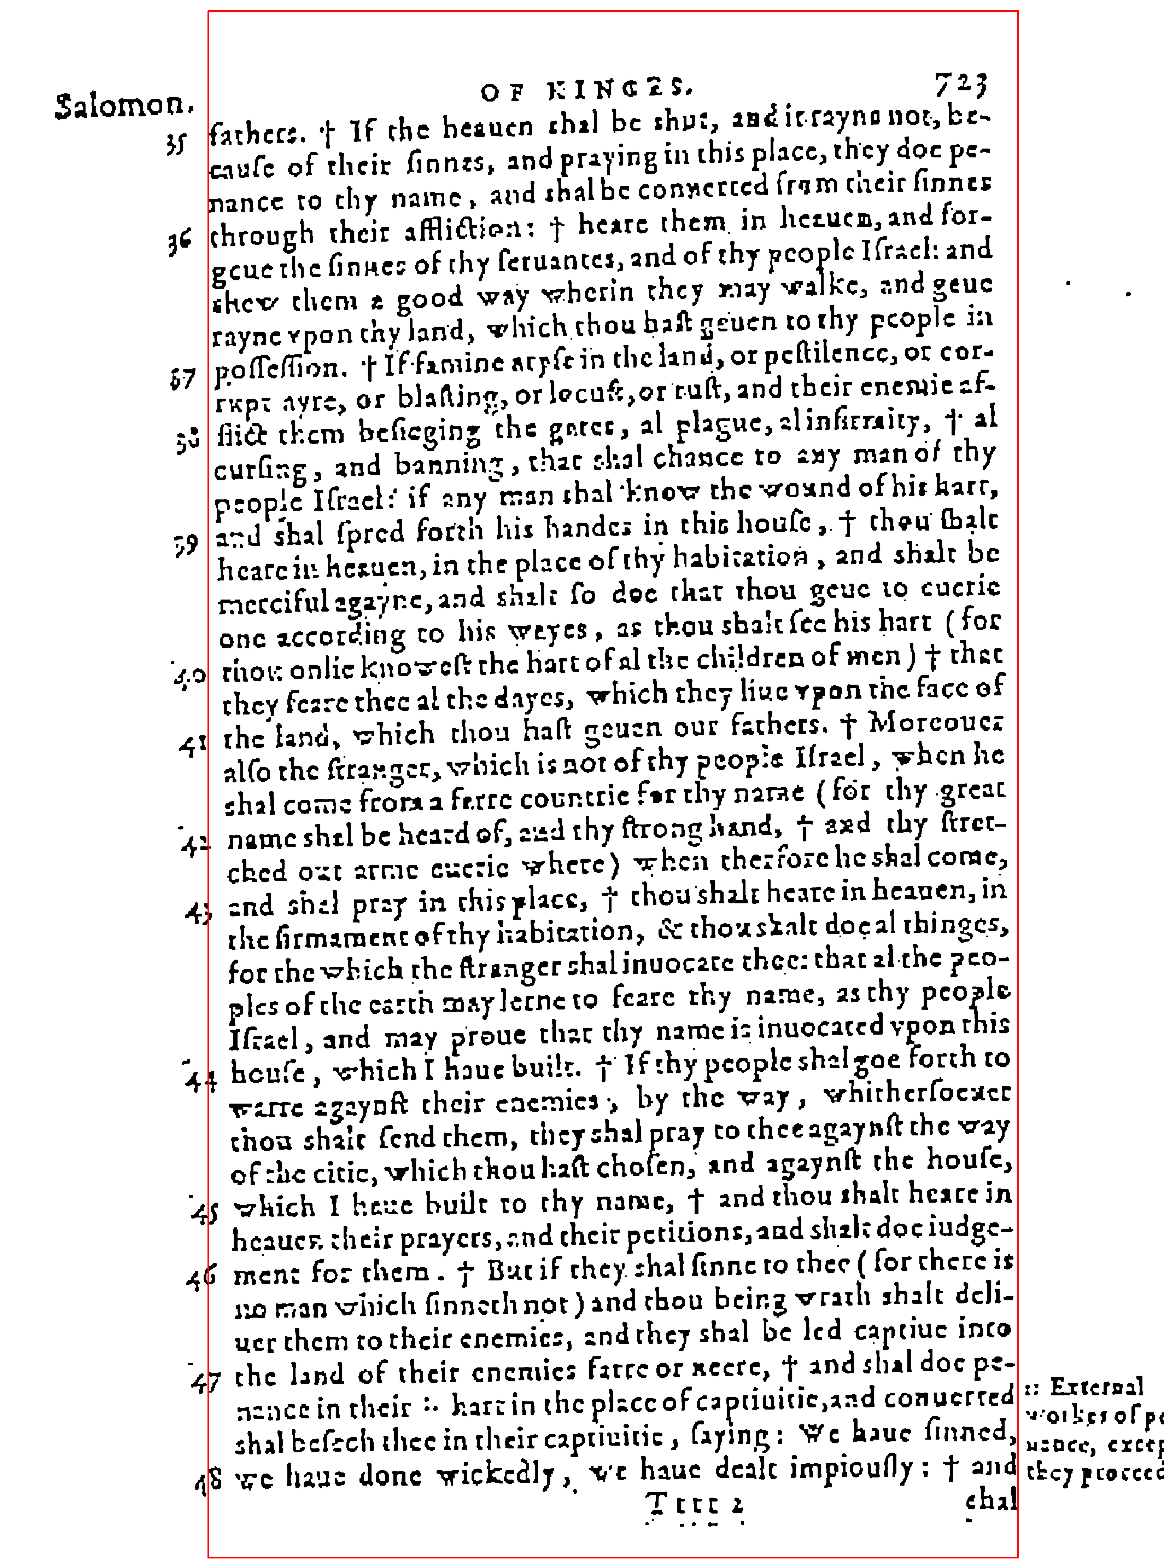 Salomon.
OF KINGES. 723
35 fathers. † If the heauen shal be shut, and it rayne not, be-
cauſe of their ſinnes, and praying in this place, they doe pe-
nance to thy name, and shal be conuerted from their ſinnes
36 through their affliction: † heare them in heauen, and for-
geue the ſinnes of thy ſeruantes, and of thy people Iſrael: and
shew them a good way wherin they may walke, and geue
rayne vpon thy land, which thou haſt geuen to thy people in
37 poſſeſſion. † If famine aryſe in the land, or peſtilence, or cor-
rupt ayre, or blaſting, or locuſt, or ruſt, and their enemie af-
38 flict them beſieging the gates, al plague, al infirmity, † al
curſing, and banning, that shal chance to any man of thy
people Iſrael: if any man shal know the wound of his hart,
39 and shal ſpred forth his handes in this houſe, † thou ſhalt
heare in heauen, in the place of thy habitation, and shalt be
merciful agayne, and shalt ſo doe that thou geue to euerie
one according to his wayes, as thou shalt ſee his hart (for
40 thou onlie knoweſt the hart of al the children of men) † that
they feare thee al the dayes, which they liue vpon the face of
41 the land, which thou haſt geuen our fathers. † Moreouer
alſo the ſtranger, which is not of thy people Iſrael, when he
shal come from a farre countrie for thy name (for thy great
42 name shal be heard of, and thy ſtrong hand, † and thy ſtret-
ched out arme euerie where) when therfore he shal come,
43 and shal pray in this place, † thou shalt heare in heauen, in
the firmament of thy habitation, & thou shalt doe al thinges,
for the which the ſtranger shal inuocate thee: that al the peo-
ples of the earth may lerne to feare thy name, as thy people
Iſrael, and may proue that thy name is inuocated vpon this
44 houſe, which I haue built. † If thy people shal goe forth to
warre agaynſt their enemies, by the way, whitherſoeuer
thou shalt ſend them, they shal pray to thee agaynſt the way
of the citie, which thou haſt choſen, and agaynſt the houſe,
45 which I haue built to thy name, † and thou shalt heare in
heauen their prayers, and their petitions, and shalt doe iudge-
46 ment for them. † But if they shal ſinne to thee (for there is
no man which ſinneth not) and thou being wrath shalt deli-
uer them to their enemies, and they shal be led captiue into
47 the land of their enemies farre or neere, † and shal doe pe-
nance in their :: hart in the place of captiuitie, and conuerted
shal beſech thee in their captiuitie, ſaying: We haue ſinned,
48 we haue done wickedly, we haue dealt impiouſly: † and
Tttt 2 shal
:: External
workes of pe
nance, excep
they proceed